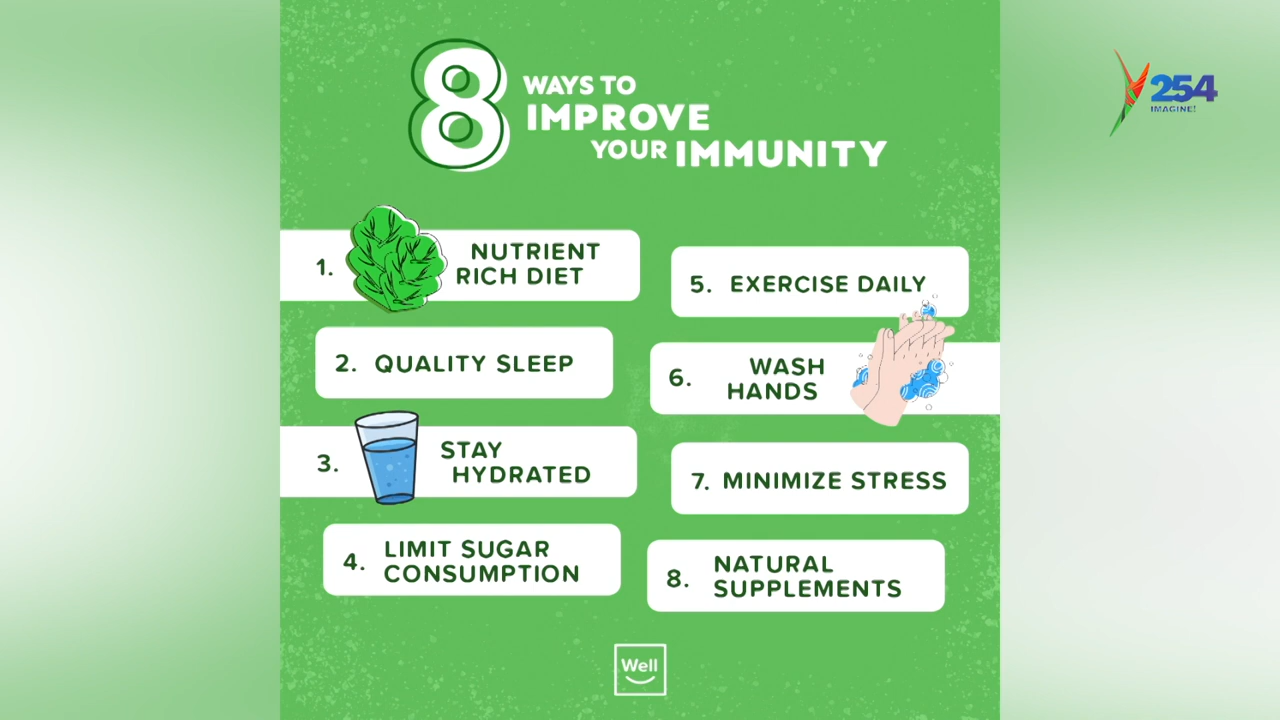 8
WAYS TO
IMPROVE
YOUR IMMUNITY
1. NUTRIENT
RICH DIET
2. QUALITY SLEEP
3. STAY
HYDRATED
4. LIMIT SUGAR
CONSUMPTION
5. EXERCISE DAILY
6. WASH
HANDS
7. MINIMIZE STRESS
8. NATURAL
SUPPLEMENTS
Well
Y254
IMAGINE!